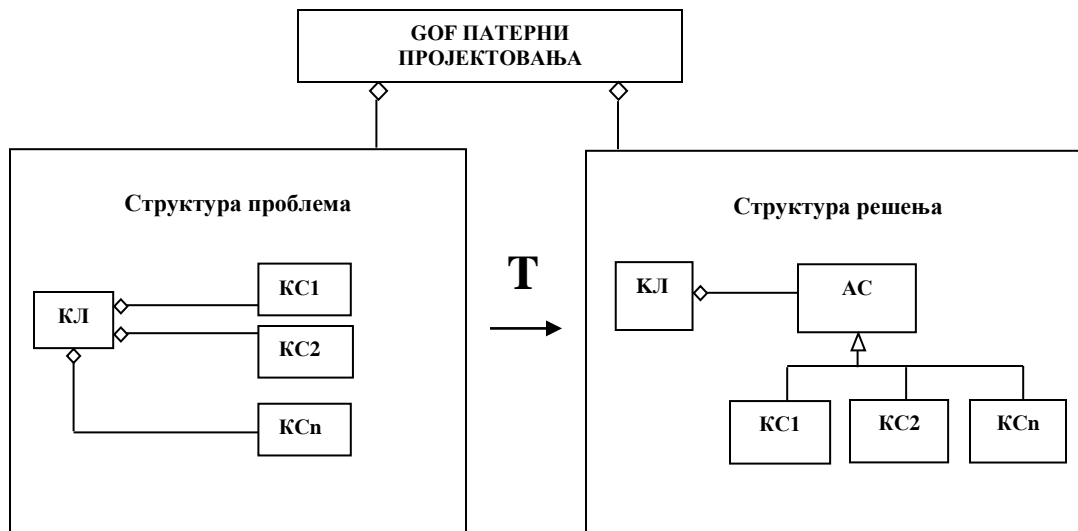 GOF ПАТЕРНИ
ПРОЈЕКТОВАЊА
Структура проблема
КЛ
КС1
КС2
КСn
Т
Структура решења
КЛ
АС
КС1
КС2
КСn